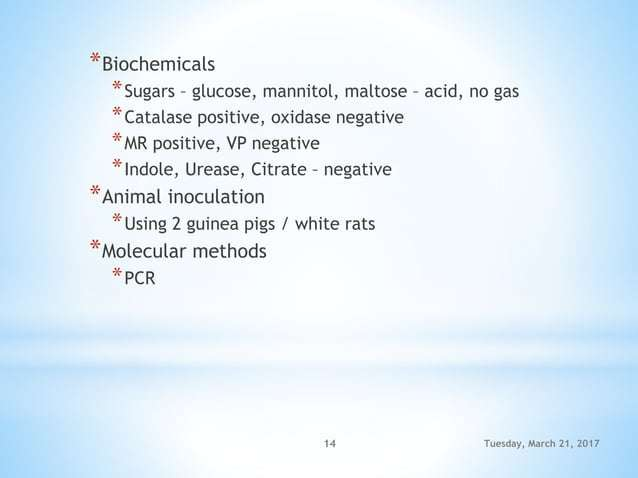 *Biochemicals
*Sugars – glucose, mannitol, maltose – acid, no gas
*Catalase positive, oxidase negative
*MR positive, VP negative
*Indole, Urease, Citrate – negative
*Animal inoculation
*Using 2 guinea pigs / white rats
*Molecular methods
*PCR
14
Tuesday, March 21, 2017